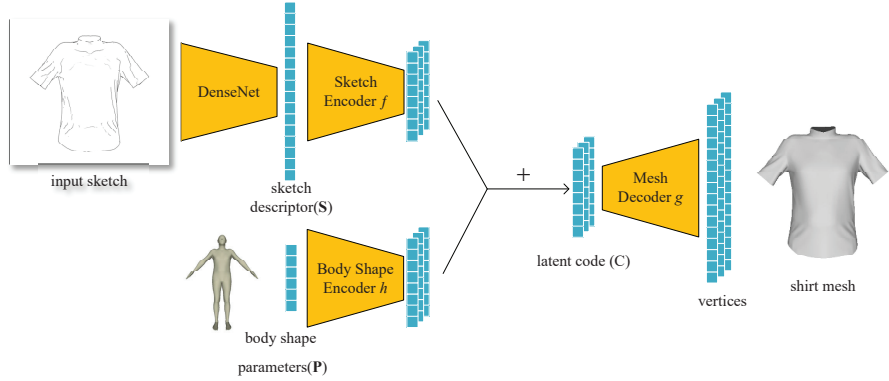 input sketch
DenseNet
sketch
descriptor(S)
Sketch
Encoder f
body shape
parameters(P)
Body Shape
Encoder h
+
latent code (C)
Mesh
Decoder g
vertices
shirt mesh